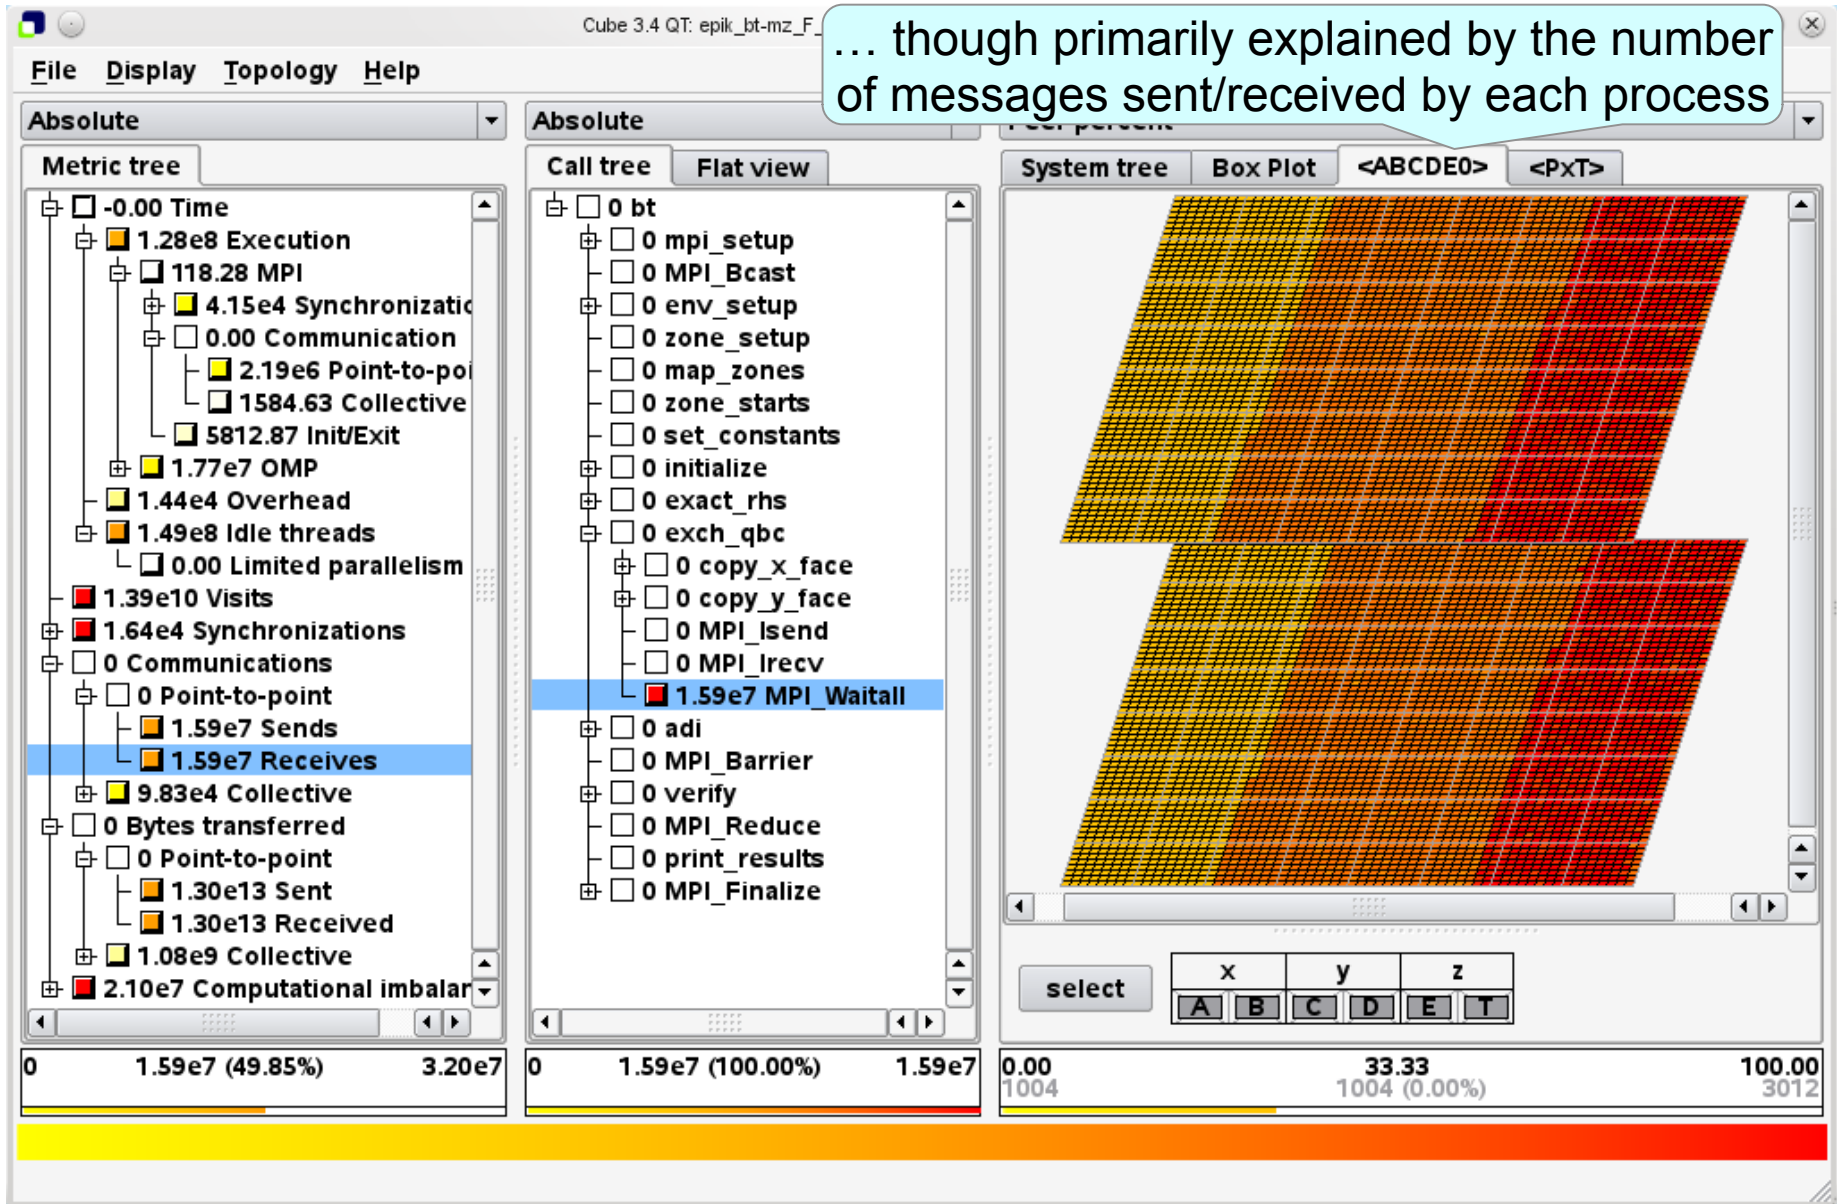 Cube 3.4 QT: epik_bt-mz_F_
… though primarily explained by the number
of messages sent/received by each process
File Display Topology Help
Absolute
Absolute
Peer percent
Metric tree
Call tree Flat view
System tree Box Plot <ABCDE0> <PxT>
-0.00 Time
1.28e8 Execution
118.28 MPI
4.15e4 Synchronizatio
0.00 Communication
2.19e6 Point-to-poi
1584.63 Collective
5812.87 Init/Exit
1.77e7 OMP
1.44e4 Overhead
1.49e8 Idle threads
0.00 Limited parallelism
1.39e10 Visits
1.64e4 Synchronizations
0 Communications
0 Point-to-point
1.59e7 Sends
1.59e7 Receives
9.83e4 Collective
0 Bytes transferred
0 Point-to-point
1.30e13 Sent
1.30e13 Received
1.08e9 Collective
2.10e7 Computational imbalan
0 bt
0 mpi_setup
0 MPI_Bcast
0 env_setup
0 zone_setup
0 map_zones
0 zone_starts
0 set_constants
0 initialize
0 exact_rhs
0 exch_qbc
0 copy_x_face
0 copy_y_face
0 MPI_Isend
0 MPI_Irecv
1.59e7 MPI_Waitall
0 adi
0 MPI_Barrier
0 verify
0 MPI_Reduce
0 print_results
0 MPI_Finalize
select
x y z
A B C D E T
0 1.59e7 (49.85%) 3.20e7
0 1.59e7 (100.00%) 1.59e7
0.00 33.33 100.00
1004 1004 (0.00%) 3012